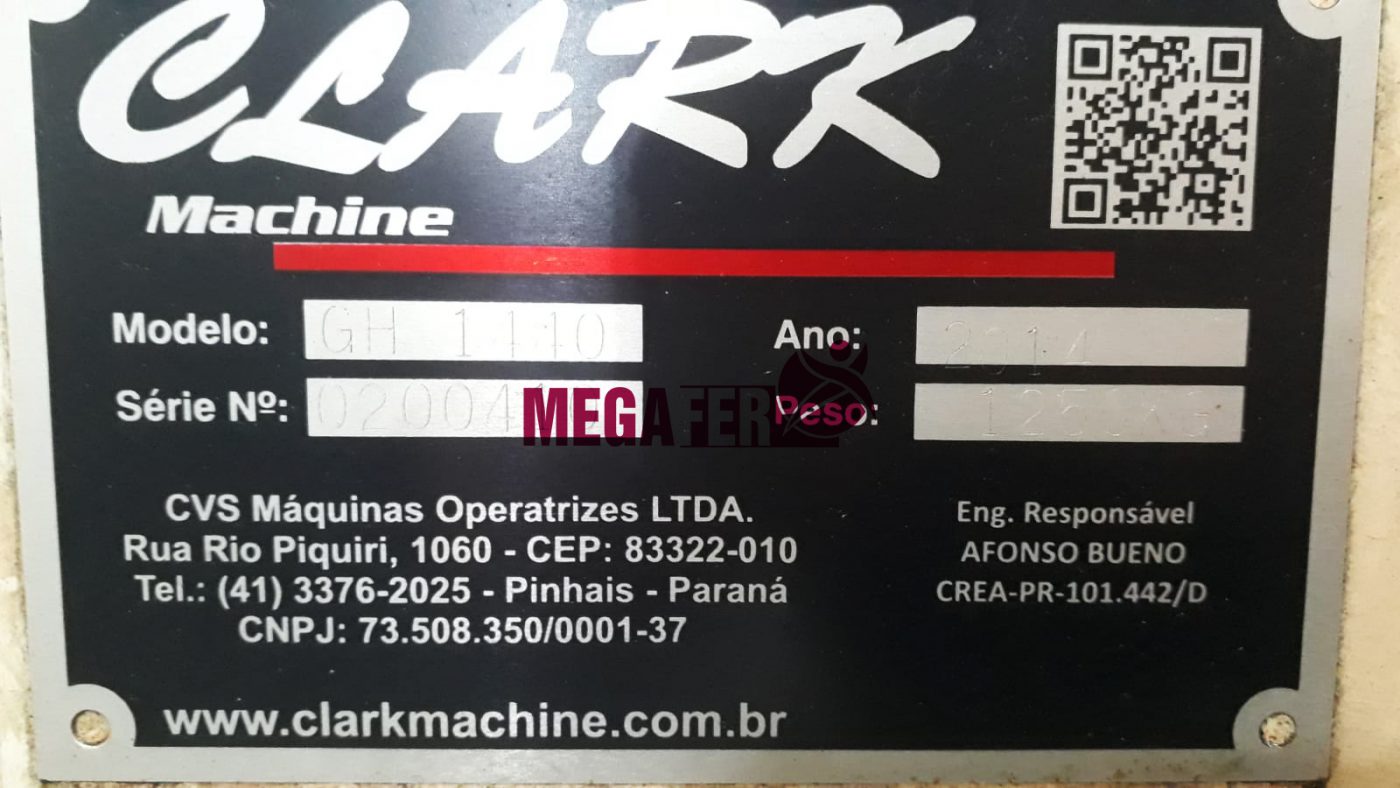 CLARK
Machine
Modelo: GH 1440 Ano: 2014
Série Nº: Peso:
MEGAFER
CVS Máquinas Operatrizes LTDA.
Rua Rio Piquiri, 1060 - CEP: 83322-010
Tel.: (41) 3376-2025 - Pinhais - Paraná
CNPJ: 73.508.350/0001-37
Eng. Responsável
AFONSO BUENO
CREA-PR-101.442/D
www.clarkmachine.com.br